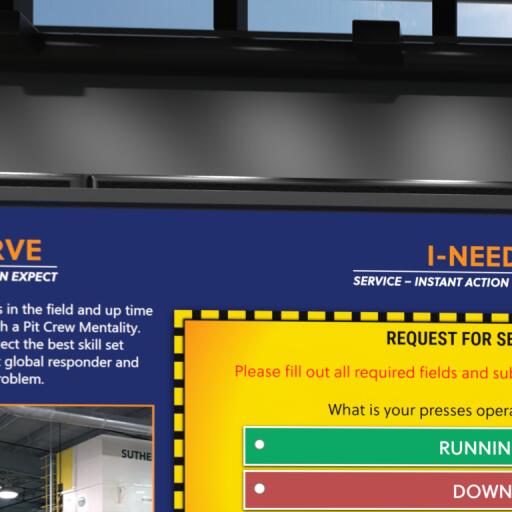 RVE
N EXPECT
s in the field and up time
h a Pit Crew Mentality.
ect the best skill set
global responder and
roblem.
SUTHE
I-NEED
SERVICE – INSTANT ACTION
REQUEST FOR SE
Please fill out all required fields and sub
What is your presses opera
RUNNIN
DOWN